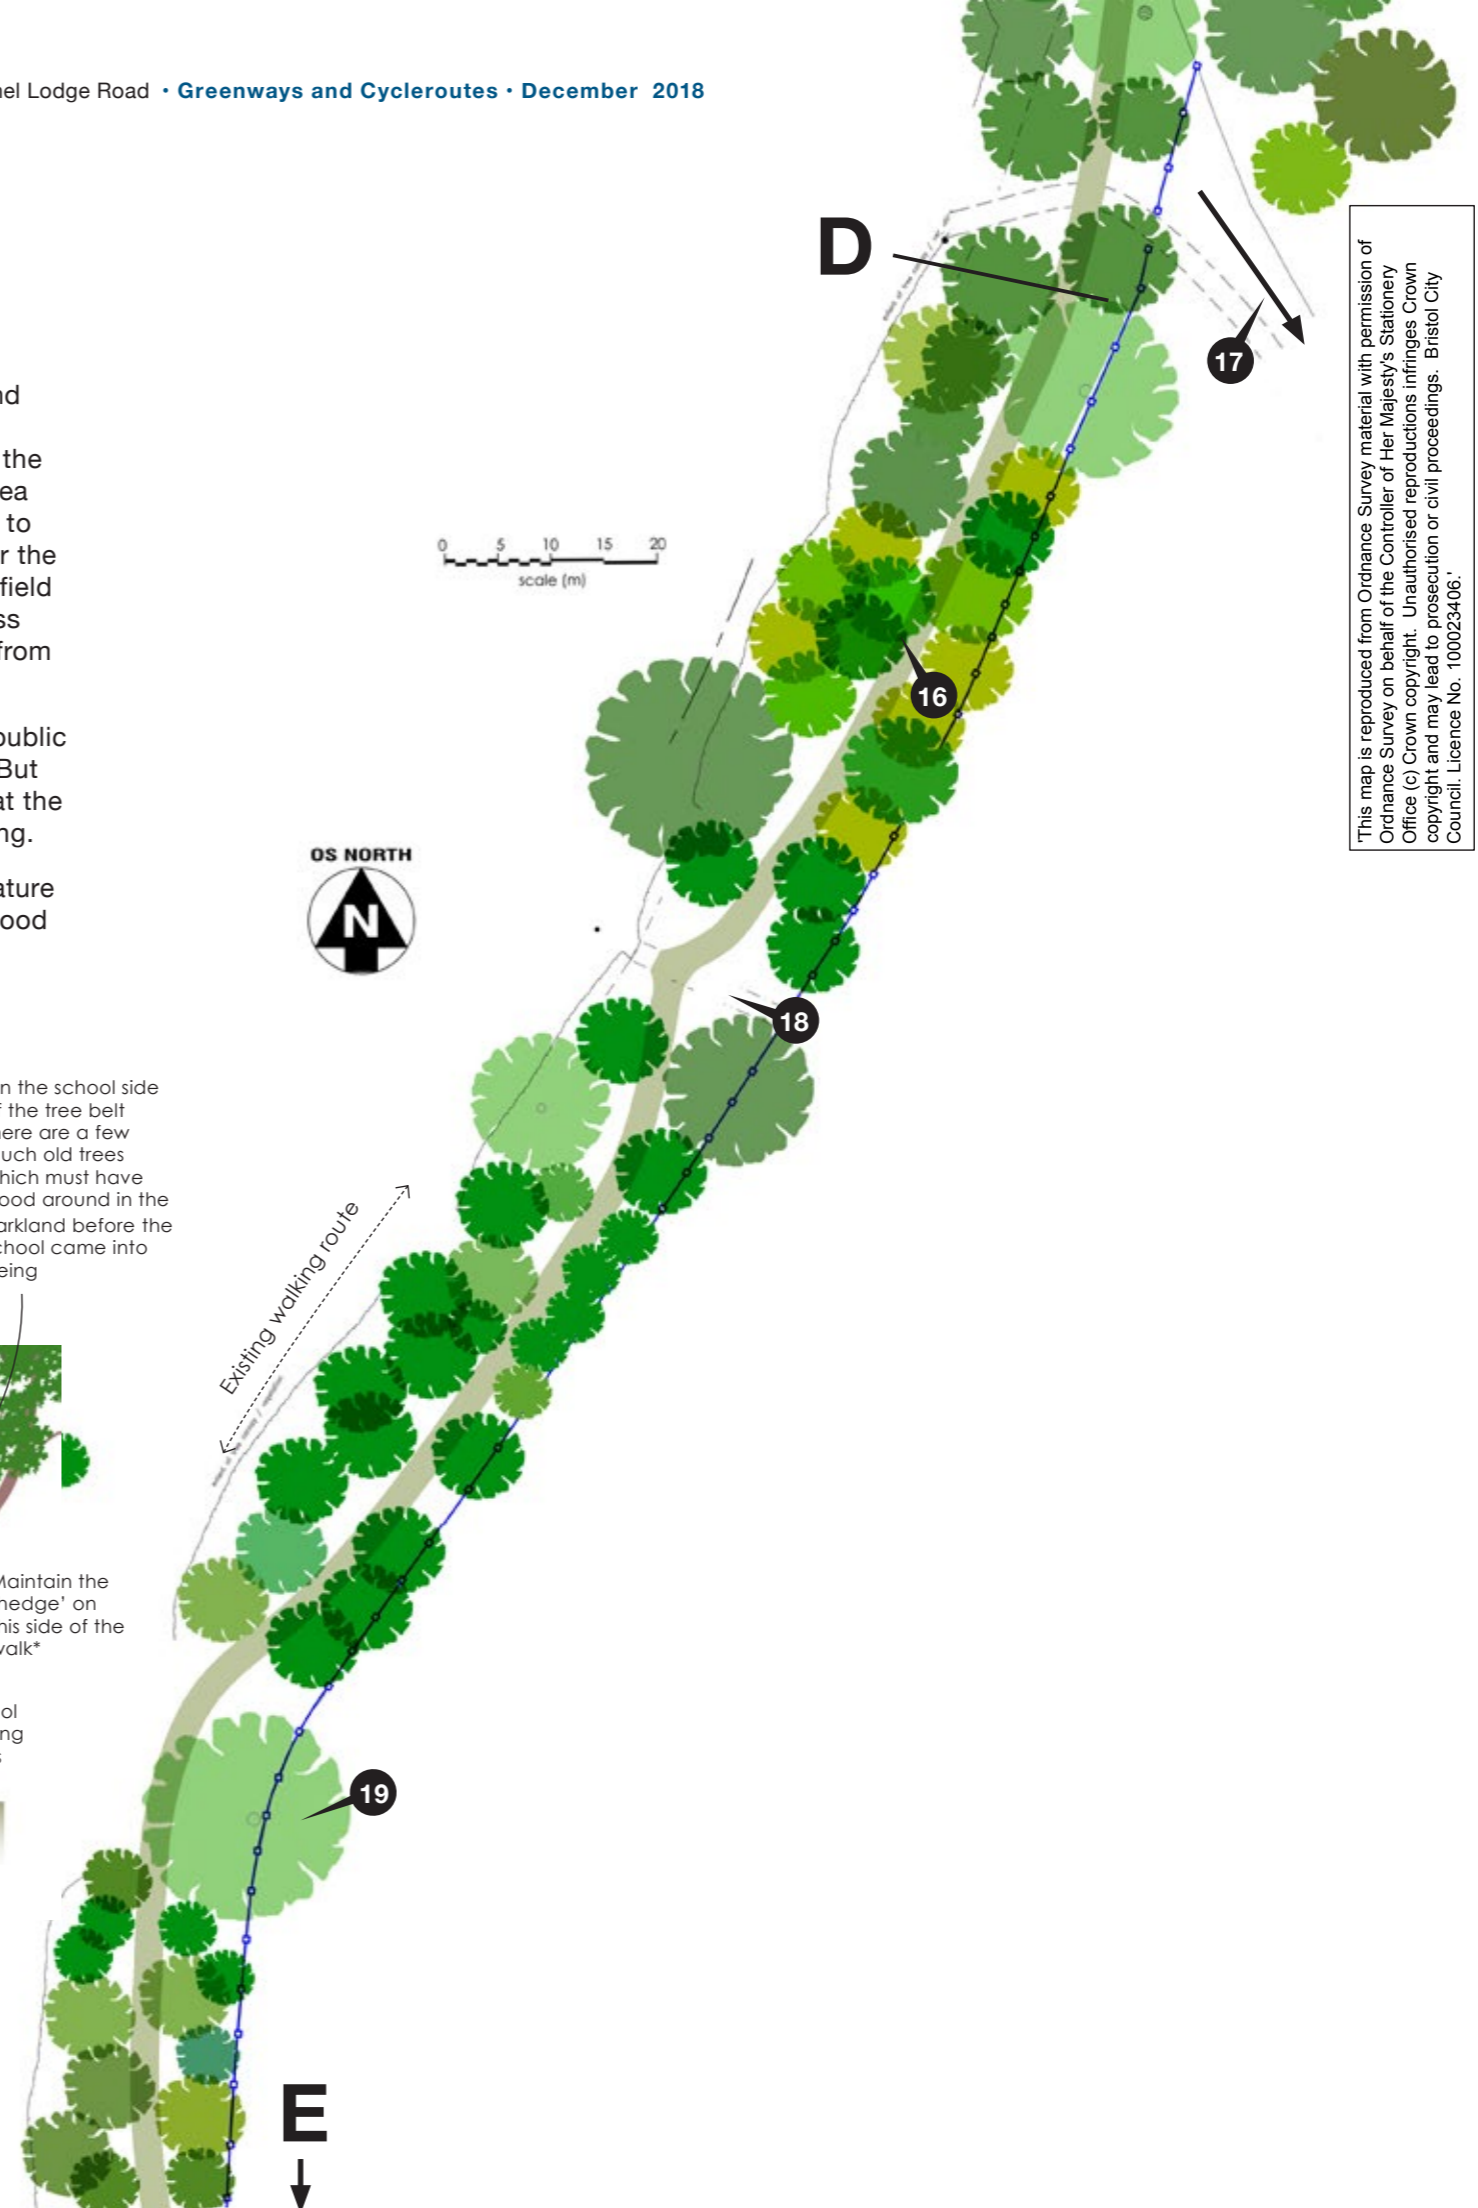 nel Lodge Road • Greenways and Cycleroutes • December 2018
nd
the
ea
to
r the
field
ss
from
public
But
at the
ng.
ature
ood
D
17
'This map is reproduced from Ordnance Survey material with permission of
Ordnance Survey on behalf of the Controller of Her Majesty's Stationery
Office (c) Crown copyright. Unauthorised reproductions infringes Crown
copyright and may lead to prosecution or civil proceedings. Bristol City
Council. Licence No. 100023406.'
0 5 10 15 20
scale (m)
16
OS NORTH
N
18
n the school side
f the tree belt
here are a few
uch old trees
hich must have
ood around in the
arkland before the
chool came into
eing
Existing walking route
Maintain the
hedge' on
his side of the
walk*
ol
ng
s
19
E